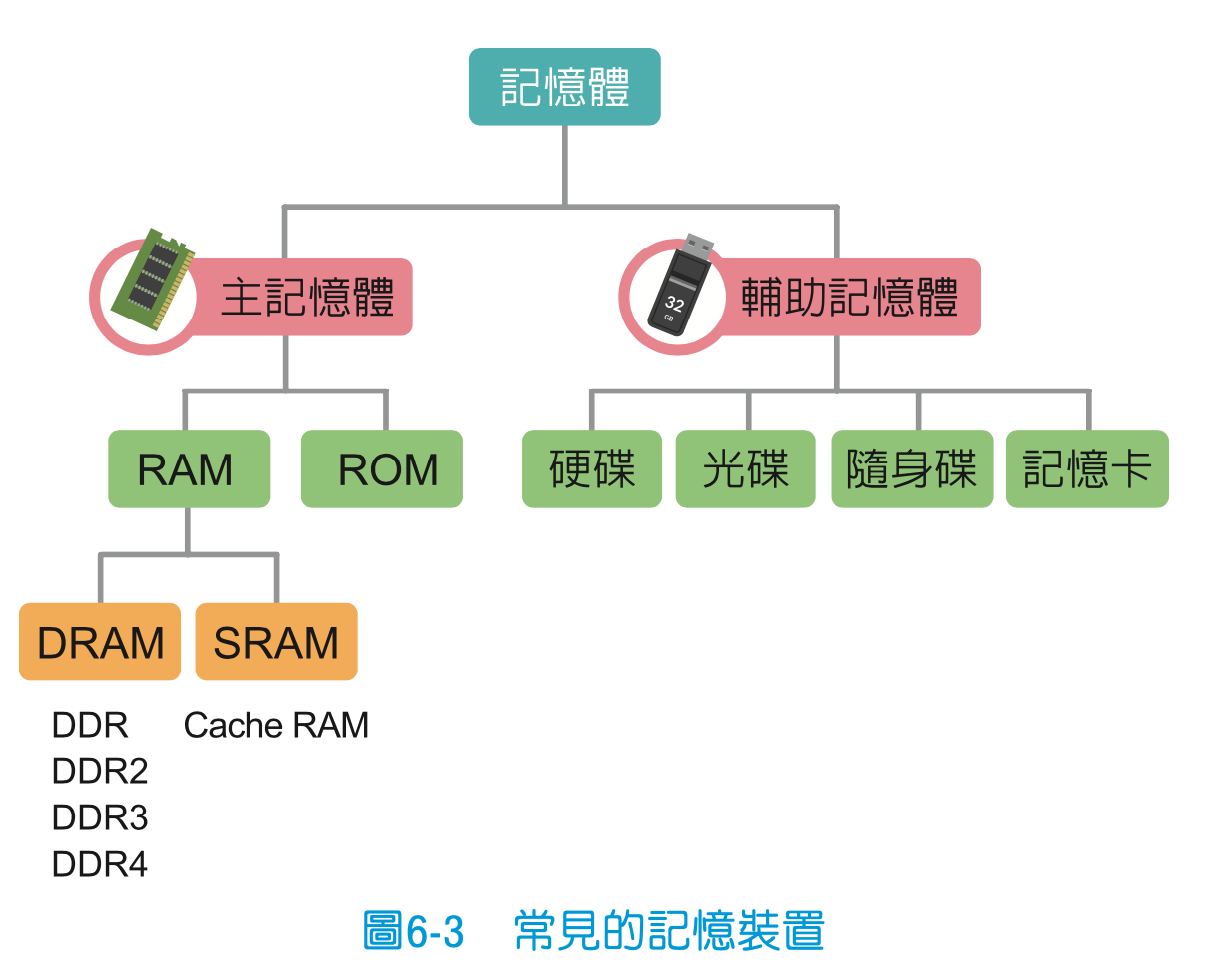 記憶體
主記憶體
32
GB
輔助記憶體
RAM
ROM
硬碟
光碟
隨身碟
記憶卡
DRAM
SRAM
DDR
Cache RAM
DDR2
DDR3
DDR4
圖6-3 常見的記憶裝置